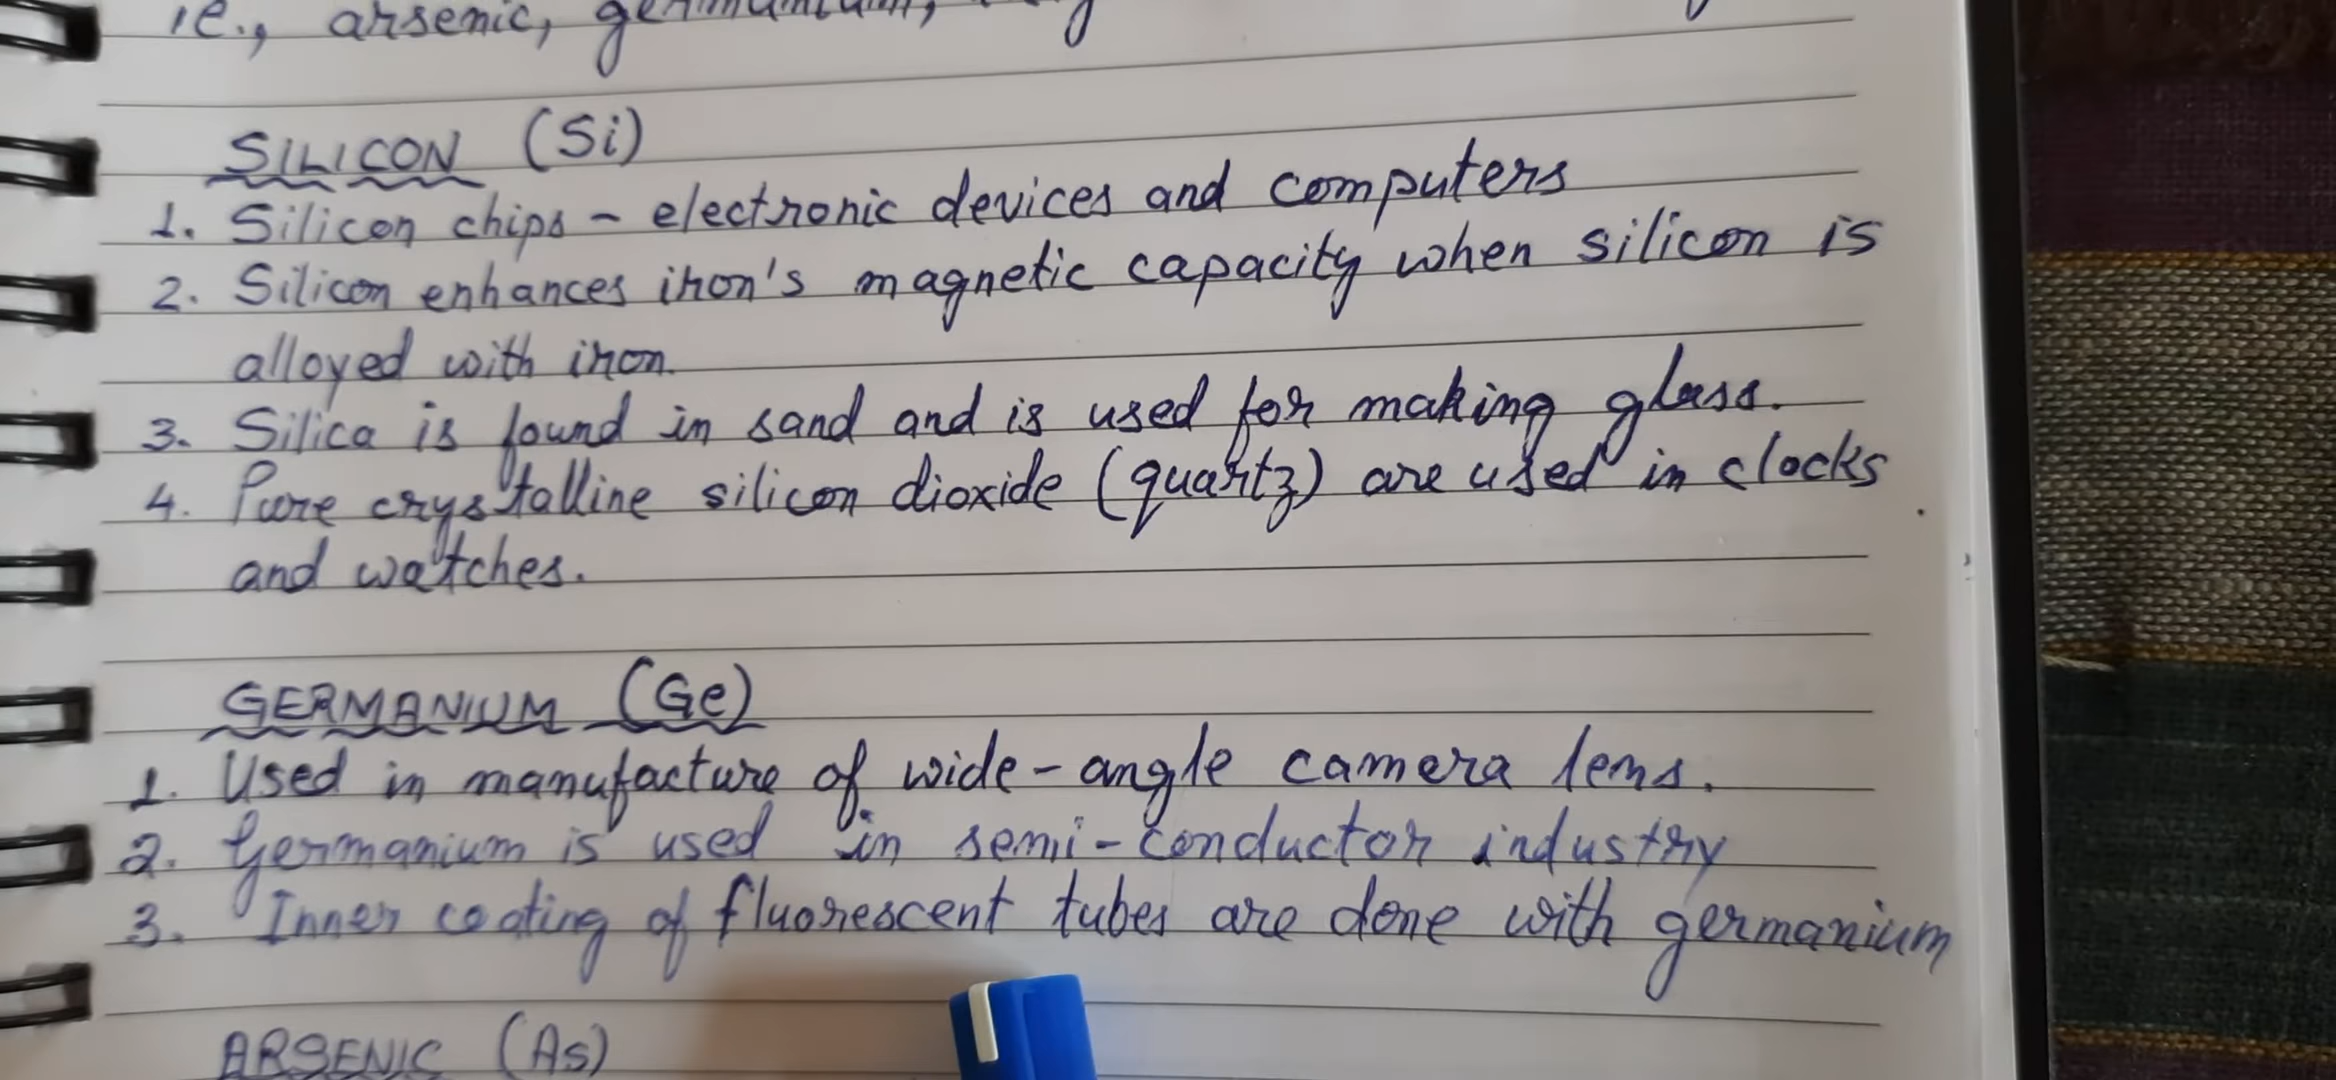 ie., arsenic, germanium,
SILICON (Si)
1. Silicon chips - electronic devices and computers
2. Silicon enhances iron's magnetic capacity when silicon is
alloyed with iron.
3. Silica is found in sand and is used for making glass.
4. Pure crystalline silicon dioxide (quartz) are used in clocks
and watches.
GERMANIUM (Ge)
1. Used in manufacture of wide-angle camera lens.
2. Germanium is used in semi-conductor industry
3. Inner coating of fluorescent tubes are done with germanium
ARSENIC (As)